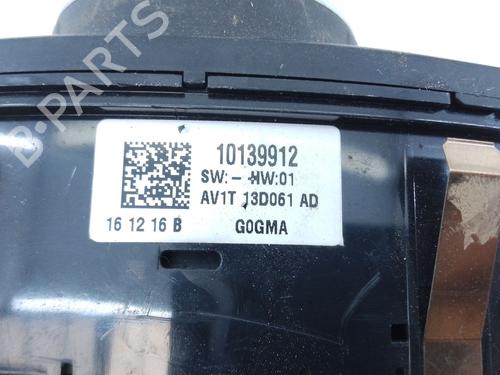 B-PARTS
10139912
SW:- HW:01
AV1T 13D061 AD
16 12 16 B G0GMA